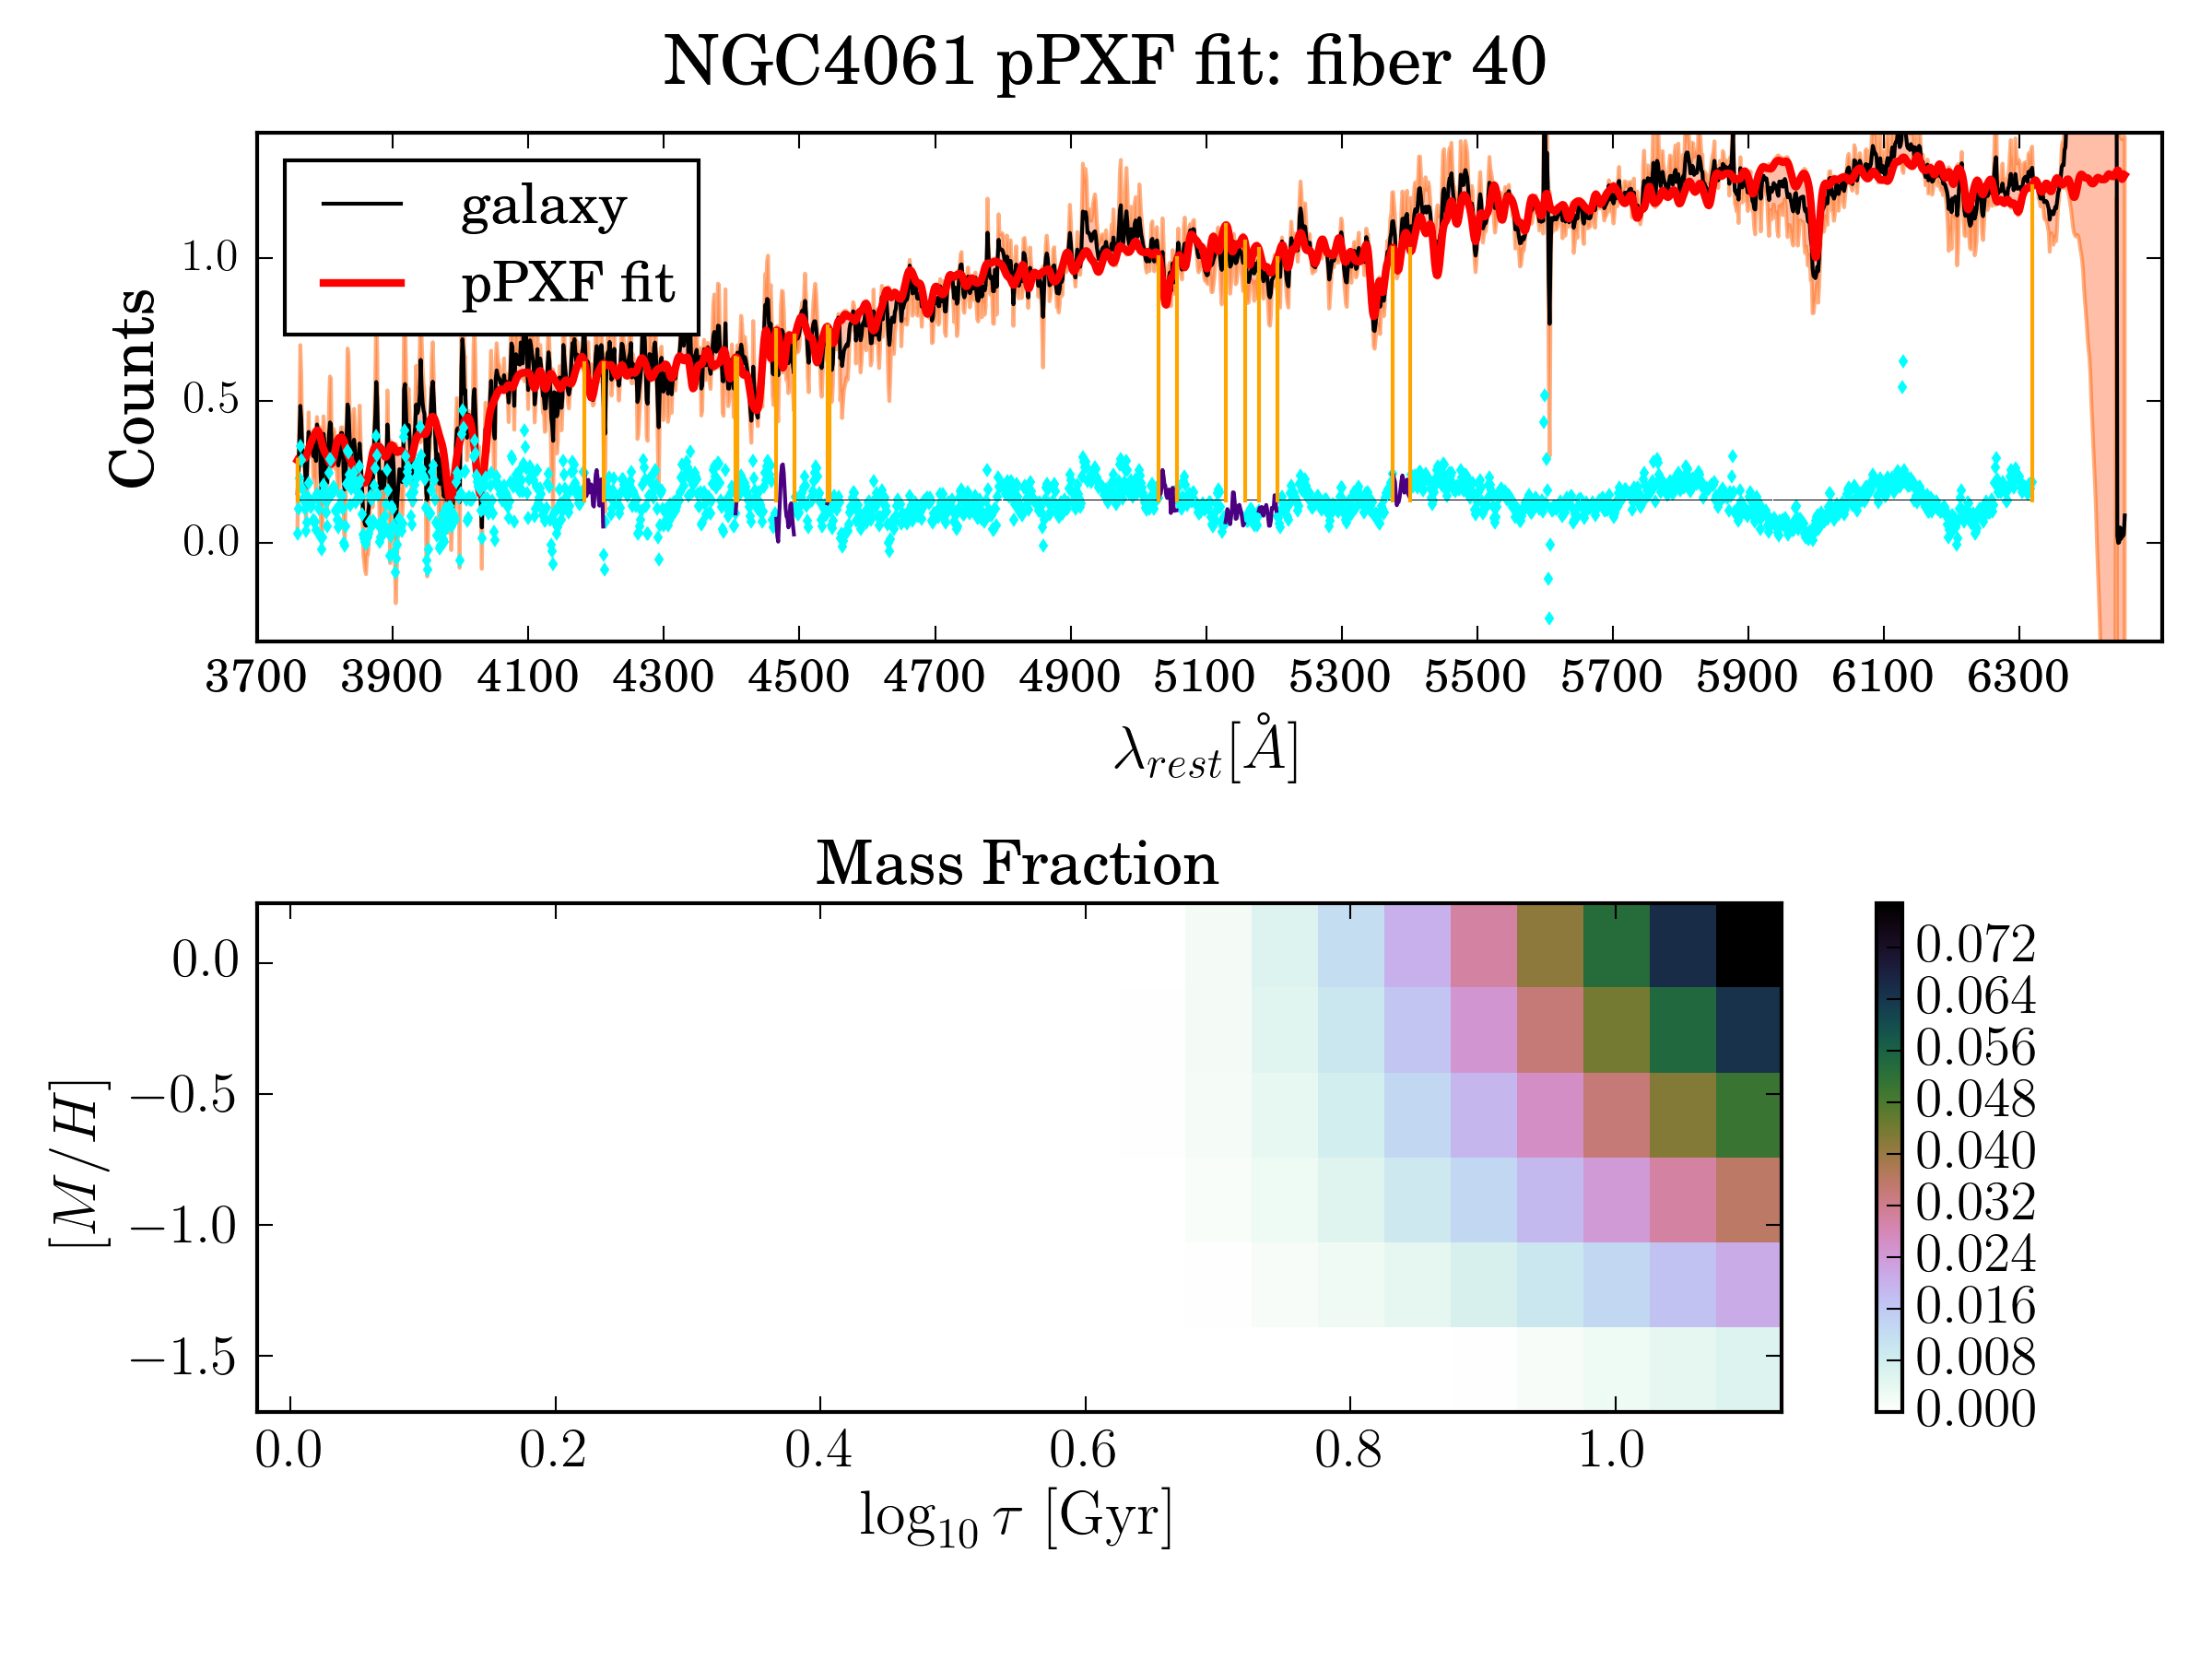 NGC4061 pPXF fit: fiber 40
galaxy
pPXF fit
Counts
1.0
0.5
0.0
3700 3900 4100 4300 4500 4700 4900 5100 5300 5500 5700 5900 6100 6300
λrest[Å]
Mass Fraction
[M/H]
0.0
−0.5
−1.0
−1.5
0.0 0.2 0.4 0.6 0.8 1.0
log10 τ [Gyr]
0.072
0.064
0.056
0.048
0.040
0.032
0.024
0.016
0.008
0.000